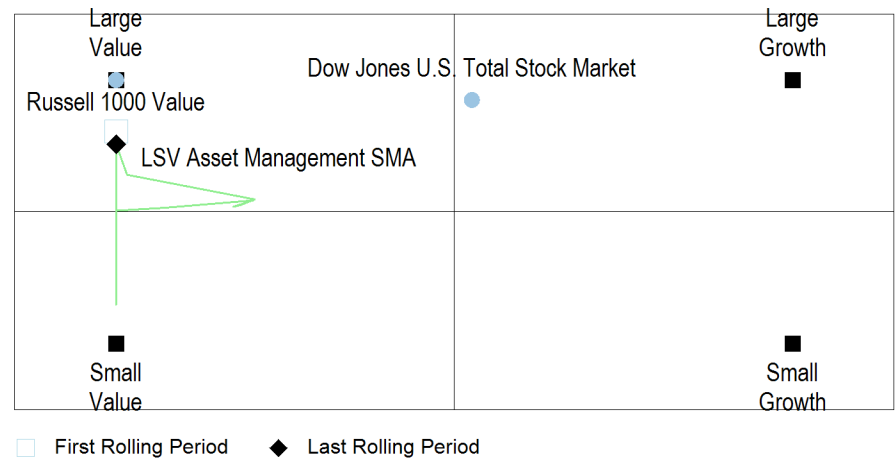 Large
Value
Large
Growth
Dow Jones U.S. Total Stock Market
Russell 1000 Value
LSV Asset Management SMA
Small
Value
Small
Growth
First Rolling Period
Last Rolling Period